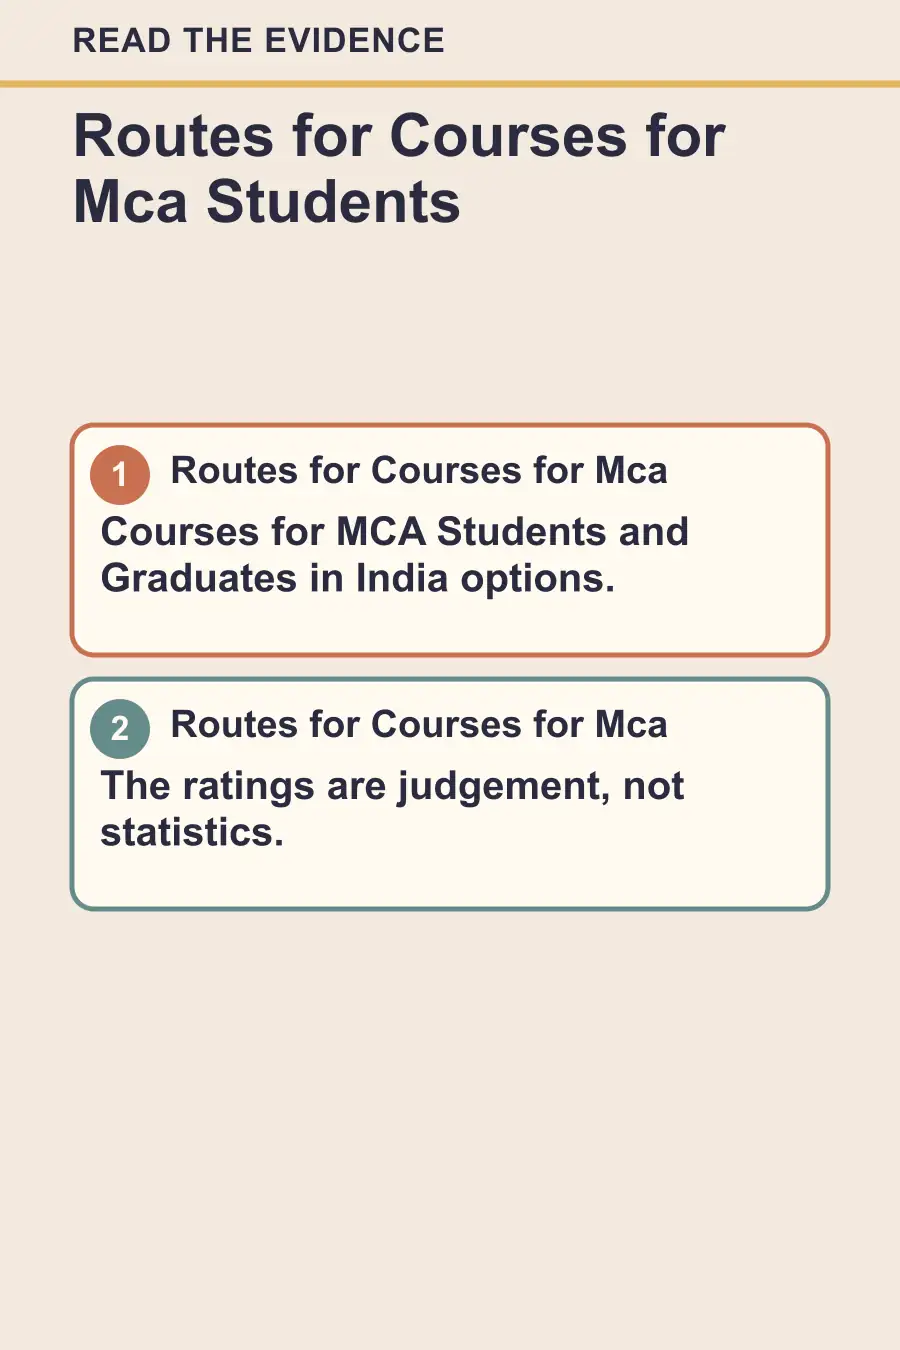 READ THE EVIDENCE
Routes for Courses for
Mca Students
1
Routes for Courses for Mca
Courses for MCA Students and
Graduates in India options.
2
Routes for Courses for Mca
The ratings are judgement, not
statistics.